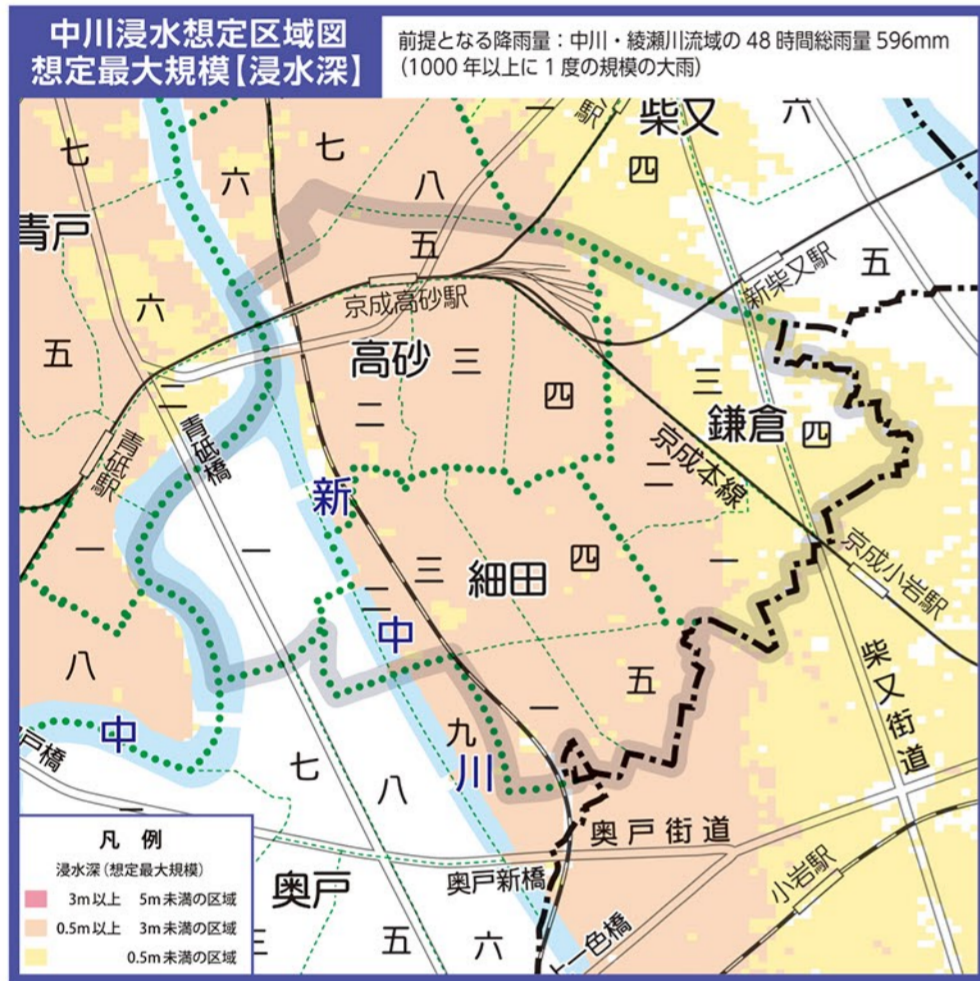 中川浸水想定区域図
想定最大規模【浸水深】
前提となる降雨量：中川・綾瀬川流域の48時間総雨量596mm
（1000年以上に1度の規模の大雨）
七
六
七
八
一
駅
柴又
四
六
青戸
五
新柴又駅
五
六
京成高砂駅
五
高砂
三
二
四
三
鎌倉
四
二
青砥橋
青砥駅
京成本線
二
新
一
一
三
細田
四
一
京成小岩駅
二
中
八
五
柴又街道
中
一
九
川
七
八
奥戸街道
戸橋
奥戸
奥戸新橋
小岩駅
五
六
上一色橋
凡 例
浸水深（想定最大規模）
3m以上 5m未満の区域
0.5m以上 3m未満の区域
0.5m未満の区域